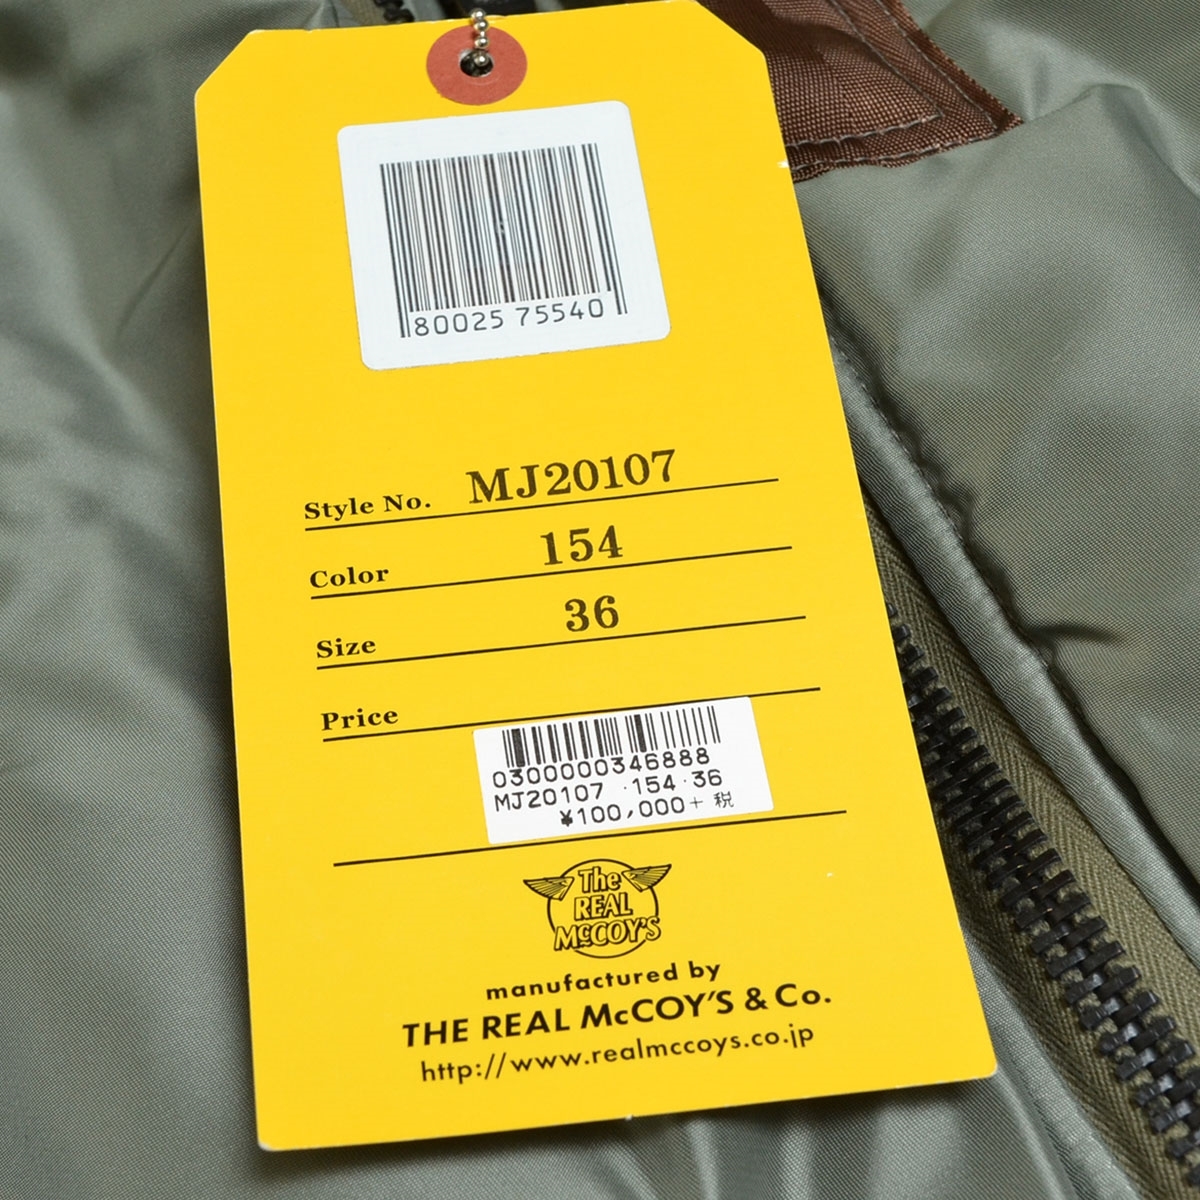 80025 75540
Style No. MJ20107
Color 154
Size 36
Price
0300000346888
MJ20107 ·154·36
¥100,000+税
The
REAL
McCOY'S
manufactured by
THE REAL McCOY'S & Co.
http://www.realmccoys.co.jp